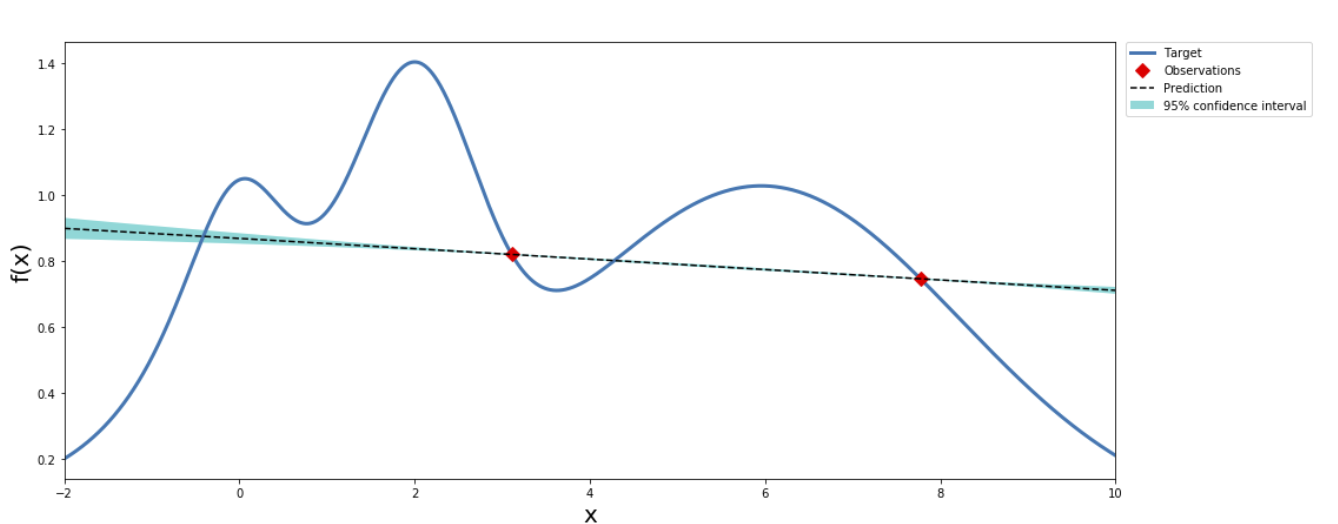 1.4
1.2
1.0
0.8
0.6
0.4
0.2
f(x)
−2 0 2 4 6 8 10
x
Target
Observations
Prediction
95% confidence interval